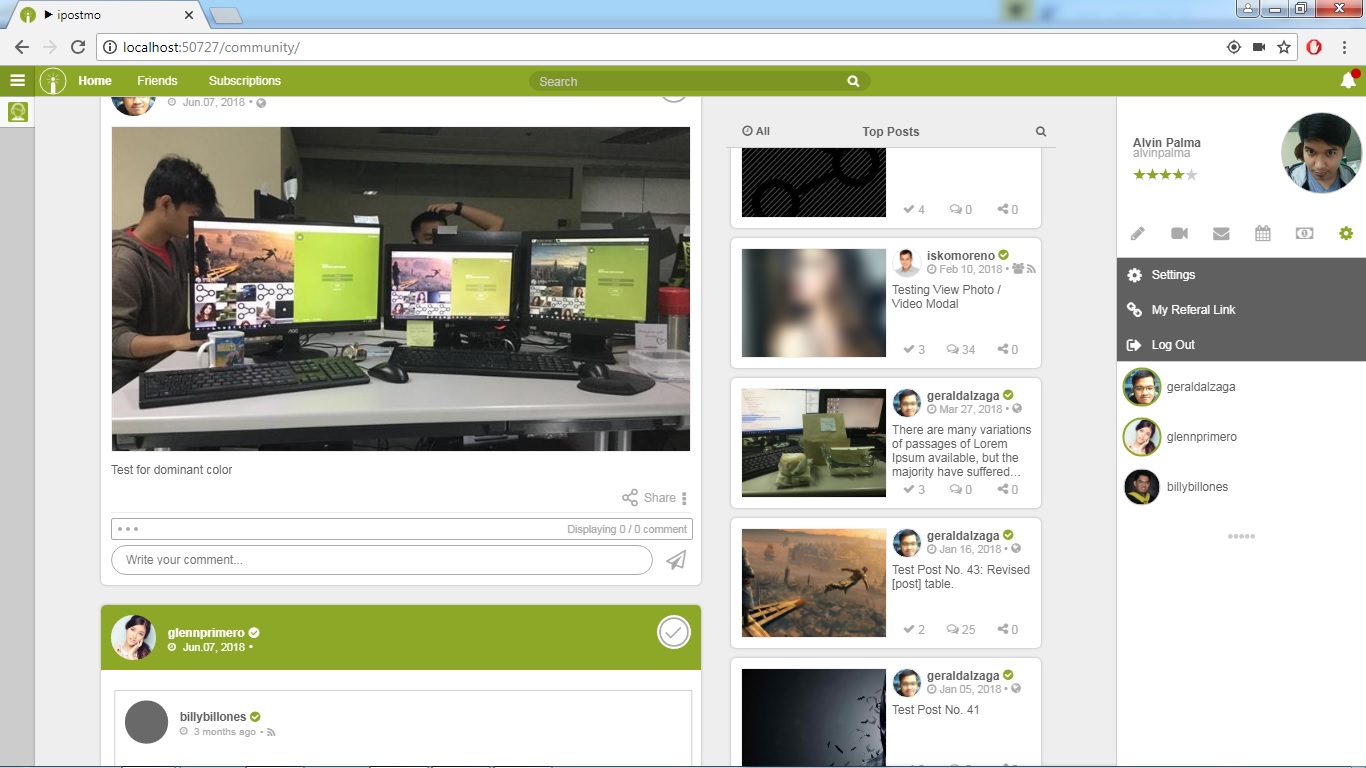 ipostmo
localhost:50727/community/
Home
Friends
Subscriptions
Search
Jun.07, 2018 •
Test for dominant color
Share
Displaying 0 / 0 comment
Write your comment...
glennprimero
Jun.07, 2018 •
billybillones
3 months ago •
All
Top Posts
4
0
0
iskomoreno
Feb 10, 2018 •
Testing View Photo /
Video Modal
3
34
0
geraldalzaga
Mar 27, 2018 •
There are many variations
of passages of Lorem
Ipsum available, but the
majority have suffered...
3
0
0
geraldalzaga
Jan 16, 2018 •
Test Post No. 43: Revised
[post] table.
2
25
0
geraldalzaga
Jan 05, 2018 •
Test Post No. 41
Alvin Palma
alvinpalma
Settings
My Referal Link
Log Out
geraldalzaga
glennprimero
billybillones